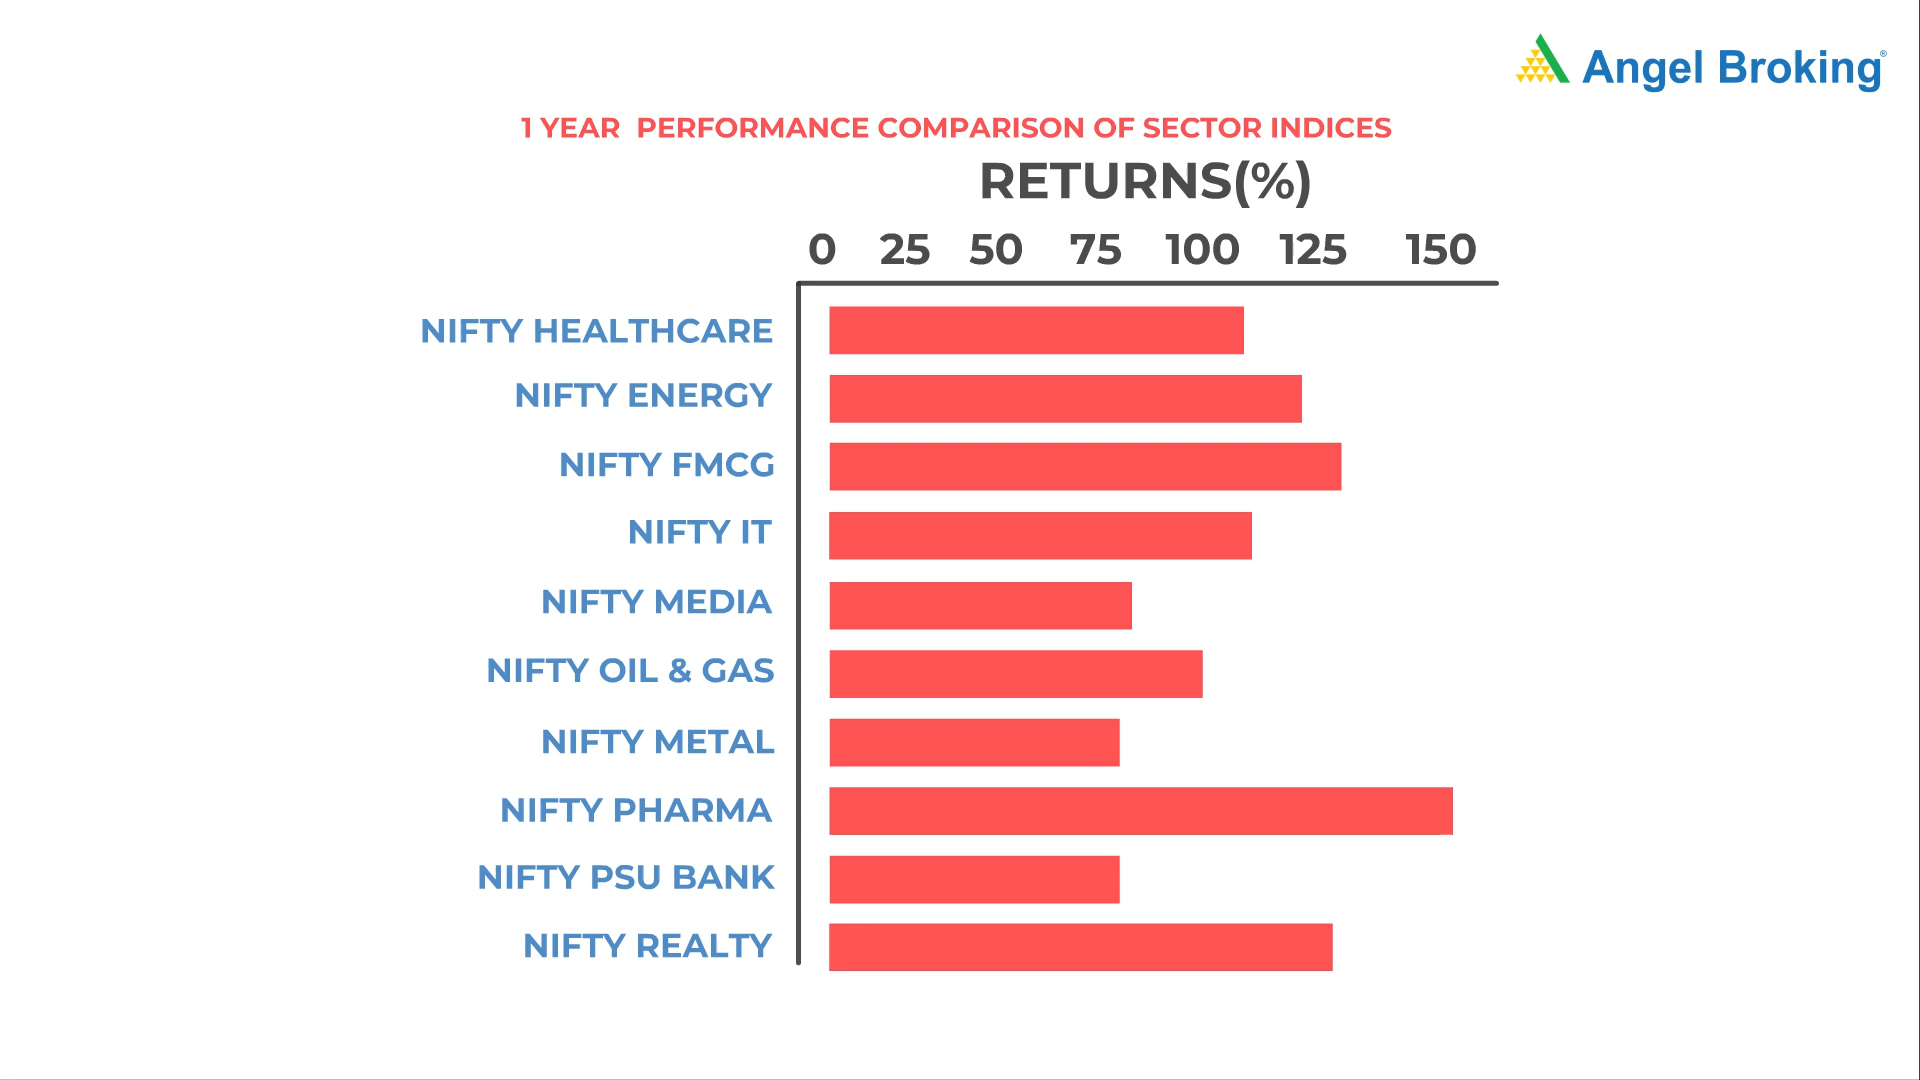 Angel Broking®
1 YEAR PERFORMANCE COMPARISON OF SECTOR INDICES
RETURNS(%)
0 25 50 75 100 125 150
NIFTY HEALTHCARE
NIFTY ENERGY
NIFTY FMCG
NIFTY IT
NIFTY MEDIA
NIFTY OIL & GAS
NIFTY METAL
NIFTY PHARMA
NIFTY PSU BANK
NIFTY REALTY